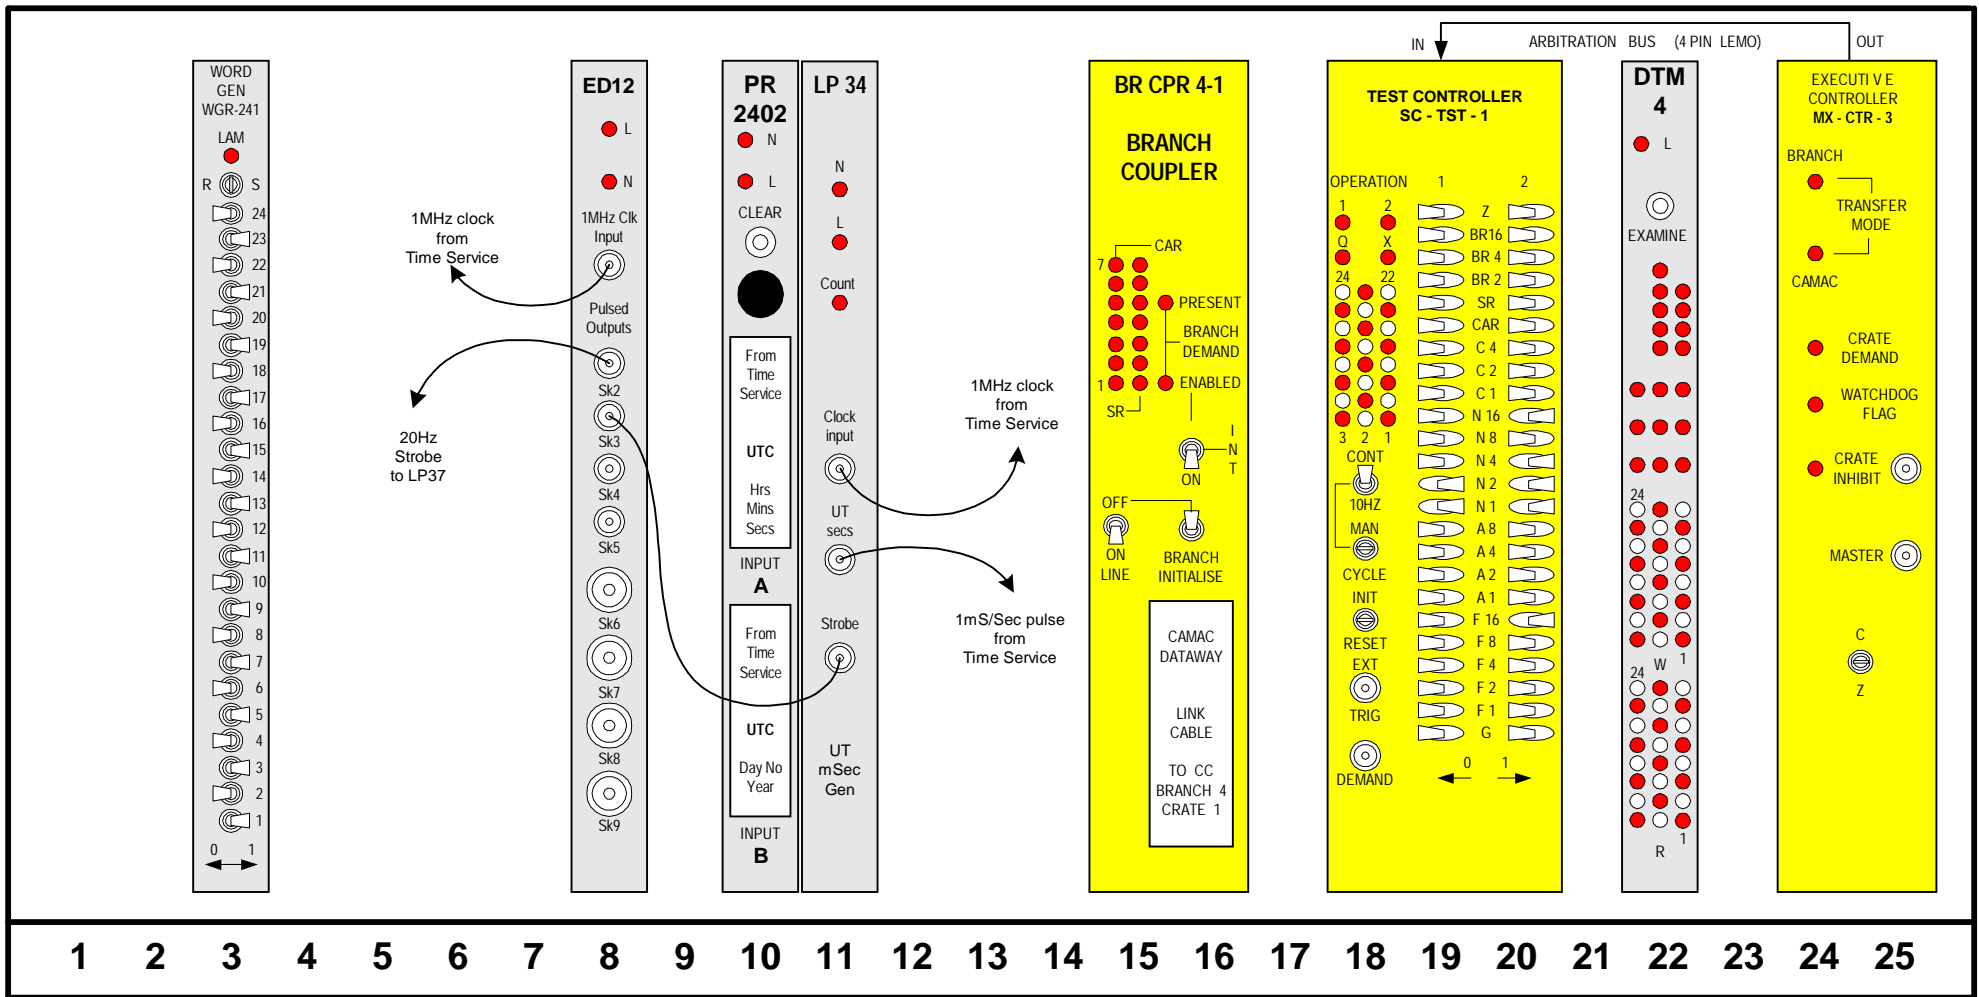 IN
ARBITRATION BUS (4 PIN LEMO)
OUT
WORD
GEN
WGR-241
LAM
R
S
24
23
22
21
20
19
18
17
16
15
14
13
12
11
10
9
8
7
6
5
4
3
2
1
0 1
1MHz clock
from
Time Service
20Hz
Strobe
to LP37
ED12
L
N
1MHz Clk
Input
Pulsed
Outputs
Sk2
Sk3
Sk4
Sk5
Sk6
Sk7
Sk8
Sk9
PR
2402
N
L
CLEAR
From
Time
Service
UTC
Hrs
Mins
Secs
INPUT
A
From
Time
Service
UTC
Day No
Year
INPUT
B
LP 34
N
L
Count
Clock
input
UT
secs
Strobe
UT
mSec
Gen
1MHz clock
from
Time Service
1mS/Sec pulse
from
Time Service
BR CPR 4-1
BRANCH
COUPLER
CAR
7
PRESENT
BRANCH
DEMAND
1
ENABLED
SR
I
N
T
ON
OFF
ON
LINE
BRANCH
INITIALISE
CAMAC
DATAWAY
LINK
CABLE
TO CC
BRANCH 4
CRATE 1
TEST CONTROLLER
SC - TST - 1
OPERATION
1 2
Q X
24 22
3 2 1
CONT
10HZ
MAN
CYCLE
INIT
RESET
EXT
TRIG
DEMAND
1 2
Z
BR16
BR 4
BR 2
SR
CAR
C 4
C 2
C 1
N 16
N 8
N 4
N 2
N 1
A 8
A 4
A 2
A 1
F 16
F 8
F 4
F 2
F 1
G
0 1
DTM
4
L
EXAMINE
24
W 1
24
1
R
EXECUTI V E
CONTROLLER
MX - CTR - 3
BRANCH
TRANSFER
MODE
CAMAC
CRATE
DEMAND
WATCHDOG
FLAG
CRATE
INHIBIT
MASTER
C
Z
1 2 3 4 5 6 7 8 9 10 11 12 13 14 15 16 17 18 19 20 21 22 23 24 25